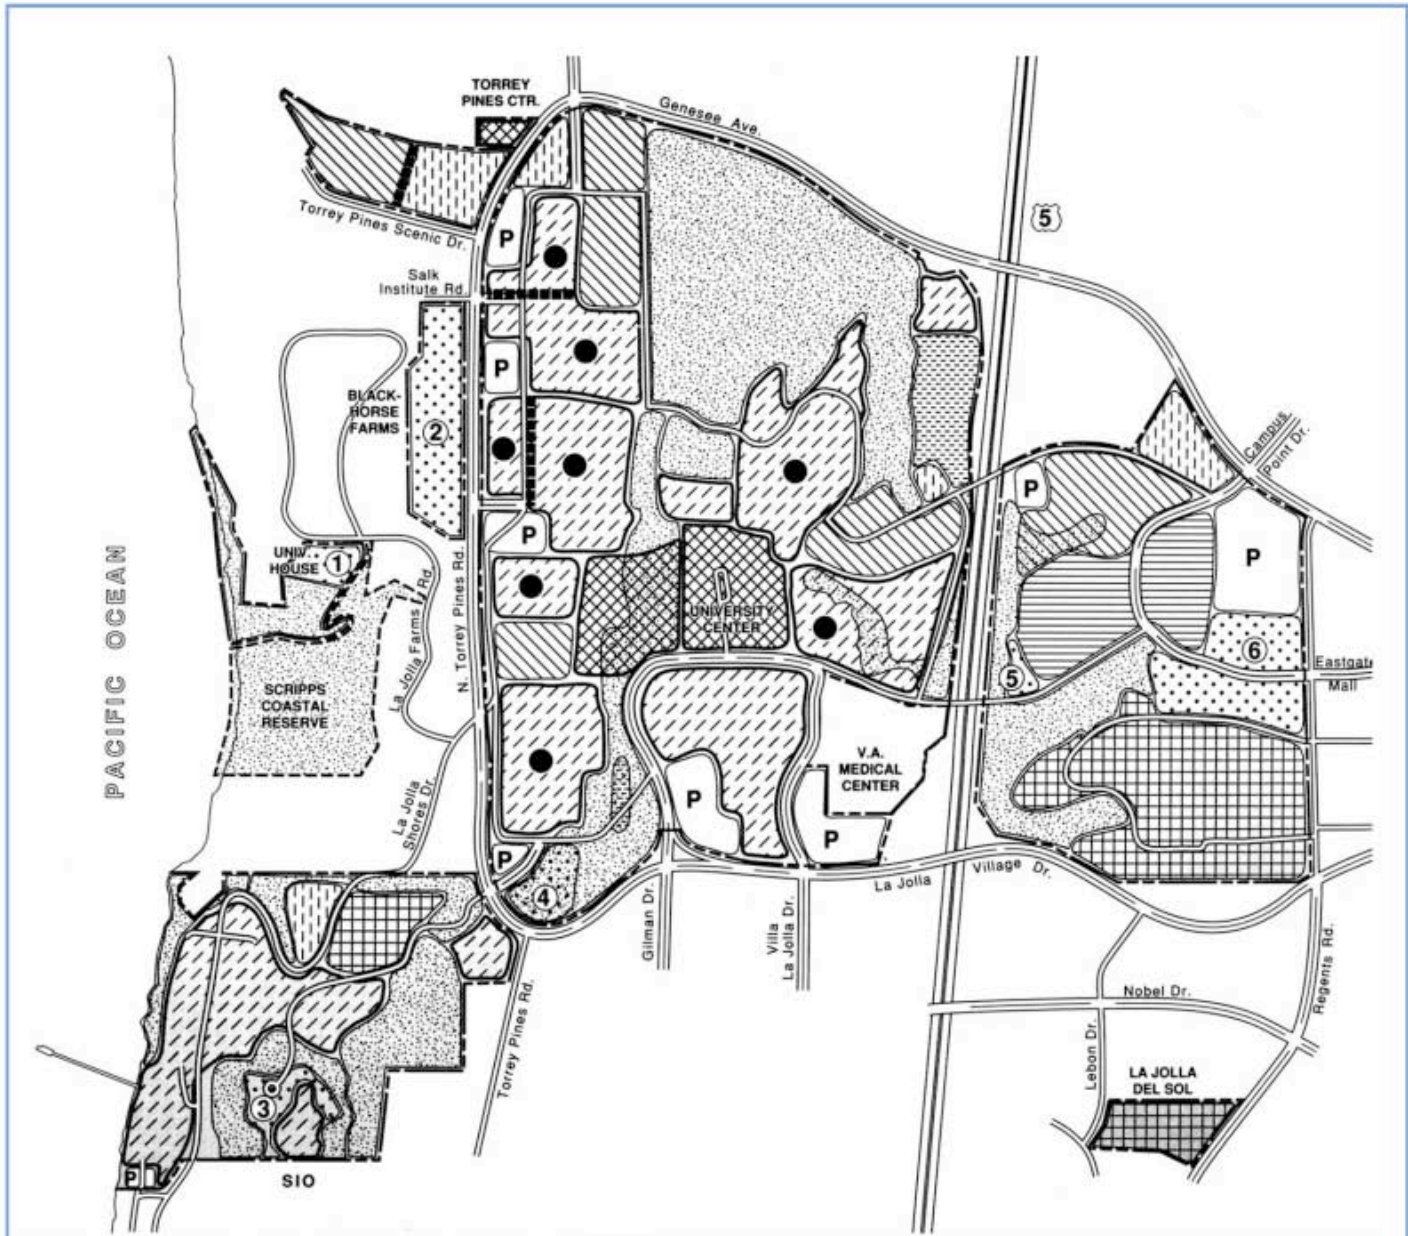 TORREY
PINES CTR.
Genesee Ave.
5
Torrey Pines Scenic Dr.
P
Salk
Institute Rd.
P
BLACK-
HORSE
FARMS
2
Campus
Point Dr.
P
P
P
UNIV.
HOUSE
1
PACIFIC OCEAN
La Jolla Farms Rd.
N. Torrey Pines Rd.
UNIVERSITY
CENTER
6
5
Eastgate
Mall
SCRIPPS
COASTAL
RESERVE
V.A.
MEDICAL
CENTER
La Jolla
Shores Dr.
P
P
P
La Jolla Village Dr.
4
Gilman Dr.
Villa
La Jolla Dr.
Regents Rd.
Torrey Pines Rd.
Nobel Dr.
Lebon Dr.
LA JOLLA
DEL SOL
3
P
SIO